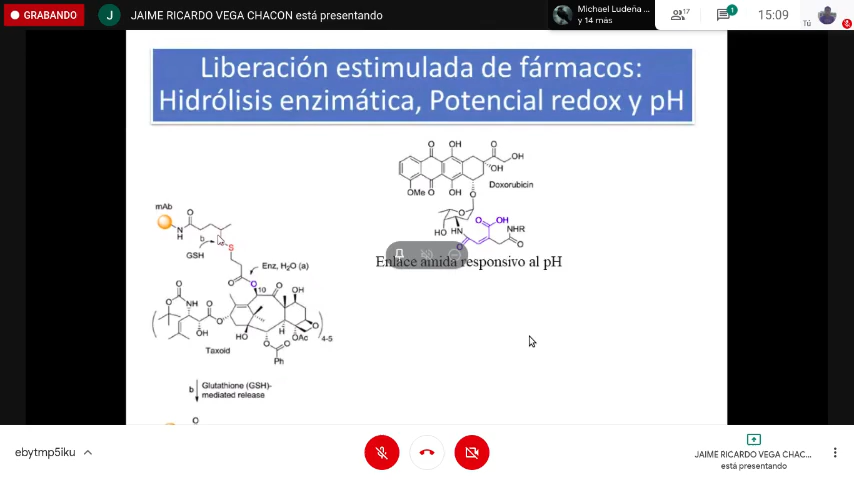 GRABANDO
J
JAIME RICARDO VEGA CHACON está presentando
Michael Ludeña ...
y 14 más
17
1
15:09
Tú
Liberación estimulada de fármacos:
Hidrólisis enzimática, Potencial redox y pH
O
OH
O
OH
OH
OMe
O
OH
O
Doxorubicin
O
HO
HN
O
OH
NHR
O
O
Enlace amida responsivo al pH
mAb
O
N
H
b
S
GSH
Enz, H2O (a)
O
O
10
O
OH
O
O
NH
O
O
OH
HO
H
O
O
OAc
O
Ph
4-5
Taxoid
b
Glutathione (GSH)-
mediated release
O
ebytmp5iku
JAIME RICARDO VEGA CHAC...
está presentando